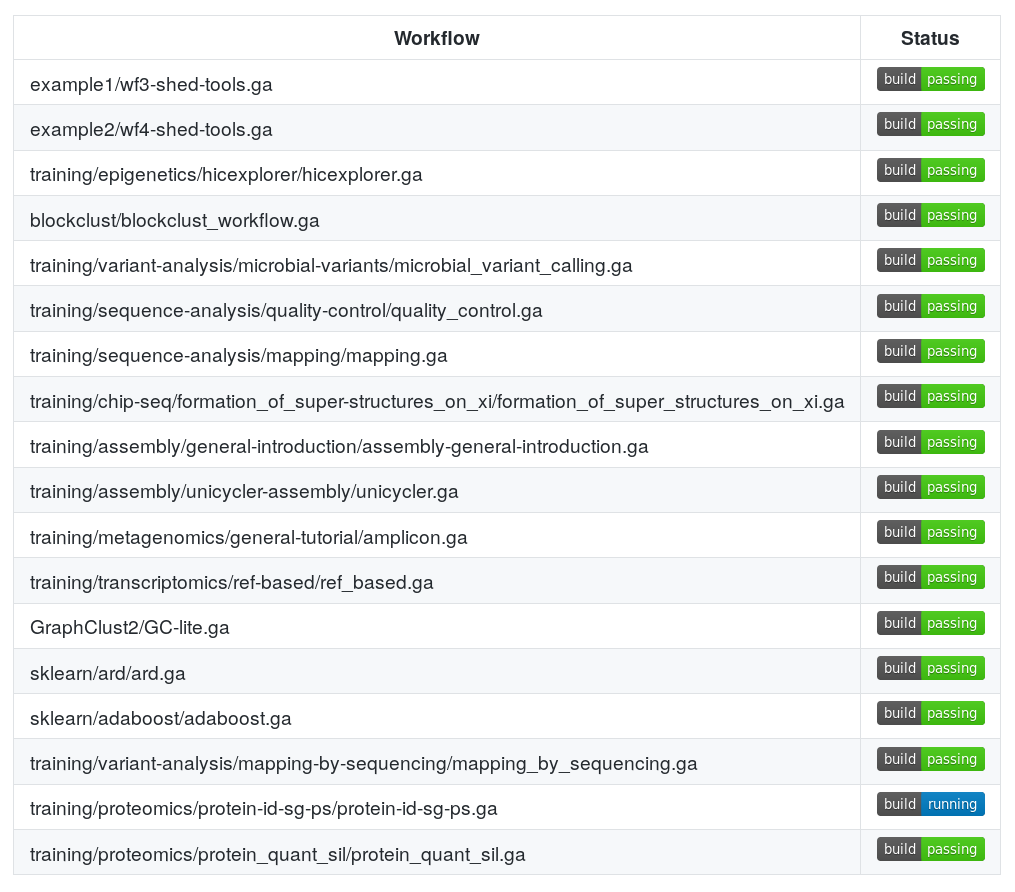 Workflow Status
example1/wf3-shed-tools.ga build passing
example2/wf4-shed-tools.ga build passing
training/epigenetics/hicexplorer/hicexplorer.ga build passing
blockclust/blockclust_workflow.ga build passing
training/variant-analysis/microbial-variants/microbial_variant_calling.ga build passing
training/sequence-analysis/quality-control/quality_control.ga build passing
training/sequence-analysis/mapping/mapping.ga build passing
training/chip-seq/formation_of_super-structures_on_xi/formation_of_super_structures_on_xi.ga build passing
training/assembly/general-introduction/assembly-general-introduction.ga build passing
training/assembly/unicycler-assembly/unicycler.ga build passing
training/metagenomics/general-tutorial/amplicon.ga build passing
training/transcriptomics/ref-based/ref_based.ga build passing
GraphClust2/GC-lite.ga build passing
sklearn/ard/ard.ga build passing
sklearn/adaboost/adaboost.ga build passing
training/variant-analysis/mapping-by-sequencing/mapping_by_sequencing.ga build passing
training/proteomics/protein-id-sg-ps/protein-id-sg-ps.ga build running
training/proteomics/protein_quant_sil/protein_quant_sil.ga build passing